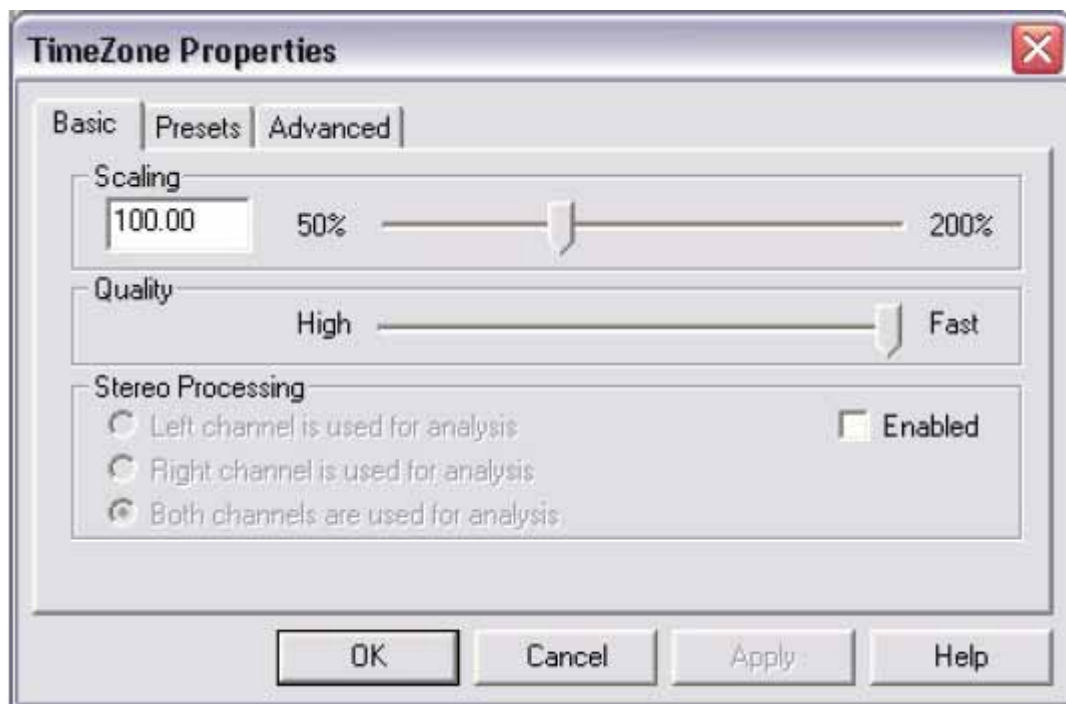 TimeZone Properties
Basic Presets Advanced
Scaling
100.00 50% 200%
Quality
High Fast
Stereo Processing
Left channel is used for analysis Enabled
Right channel is used for analysis
Both channels are used for analysis
OK Cancel Apply Help